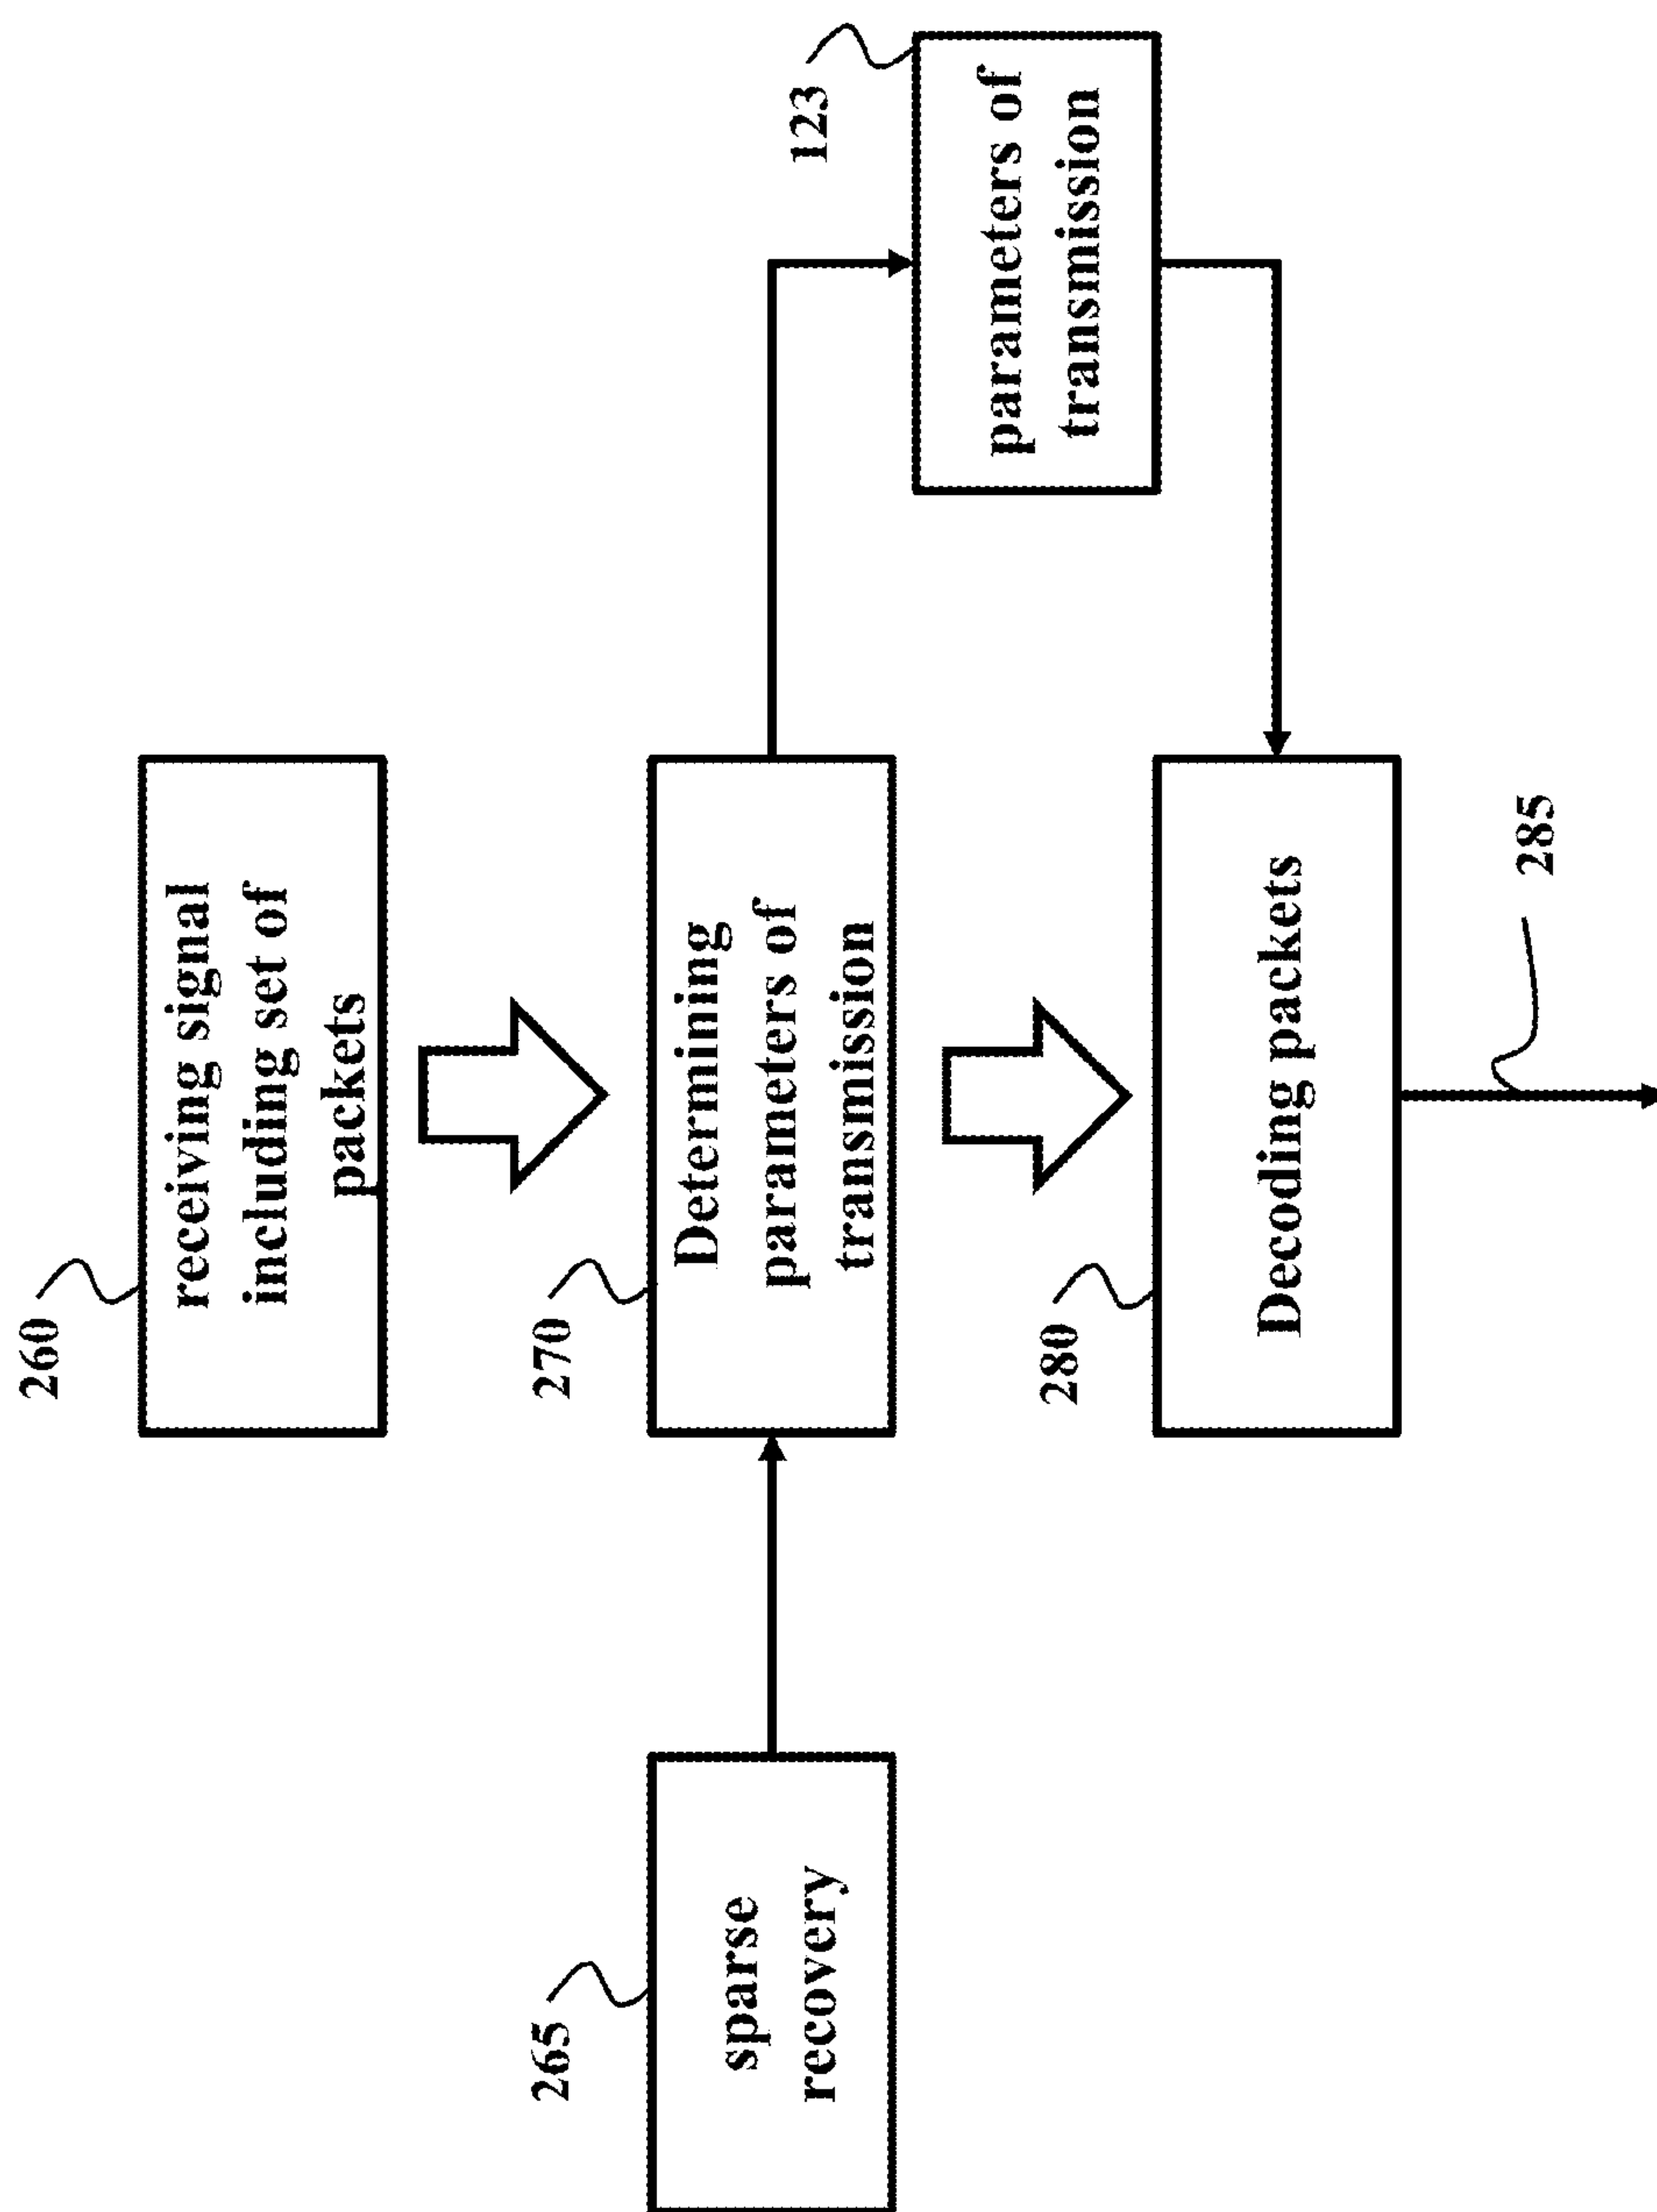 260
receiving signal
including set of
packets
265
sparse
recovery
270
Determining
parameters of
transmission
123
parameters of
transmission
280
Decoding packets
285